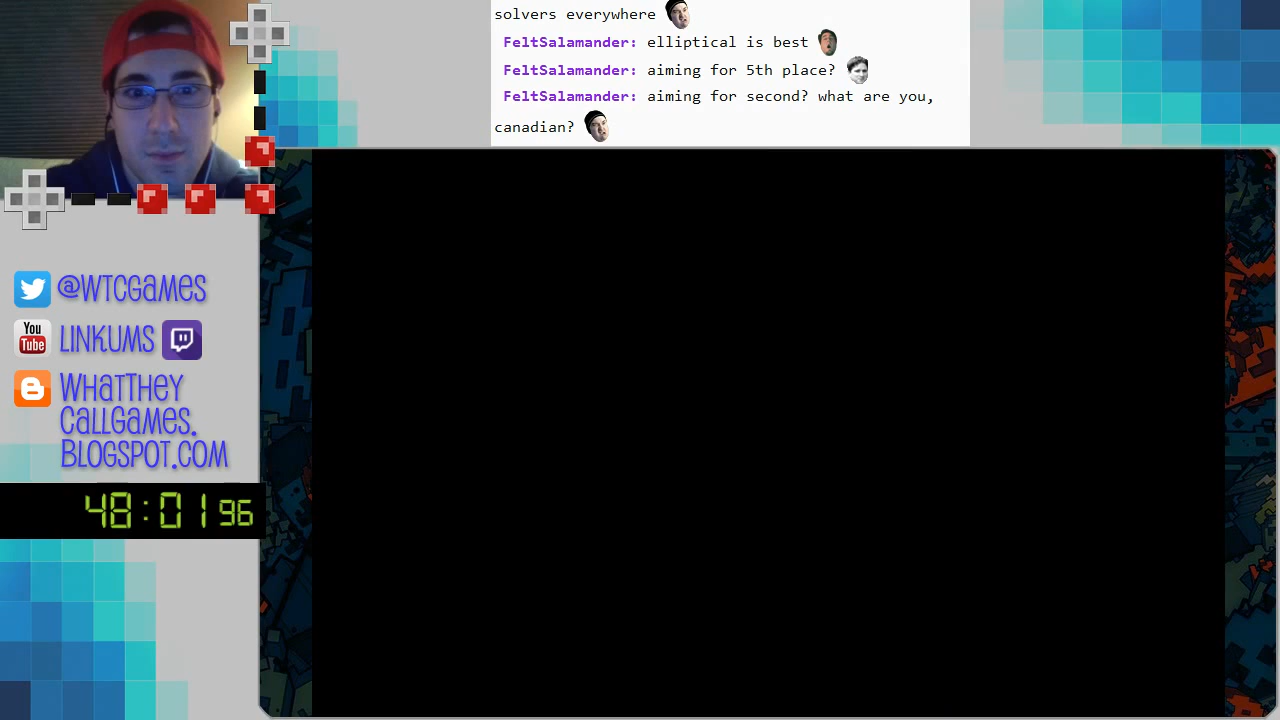 solvers everywhere
FeltSalamander: elliptical is best
FeltSalamander: aiming for 5th place?
FeltSalamander: aiming for second? what are you,
canadian?
@WTCGAMES
You
Tube
LINKUMS
WHATTHEY
CALLGAMES.
BLOGSPOT.COM
48:01 96